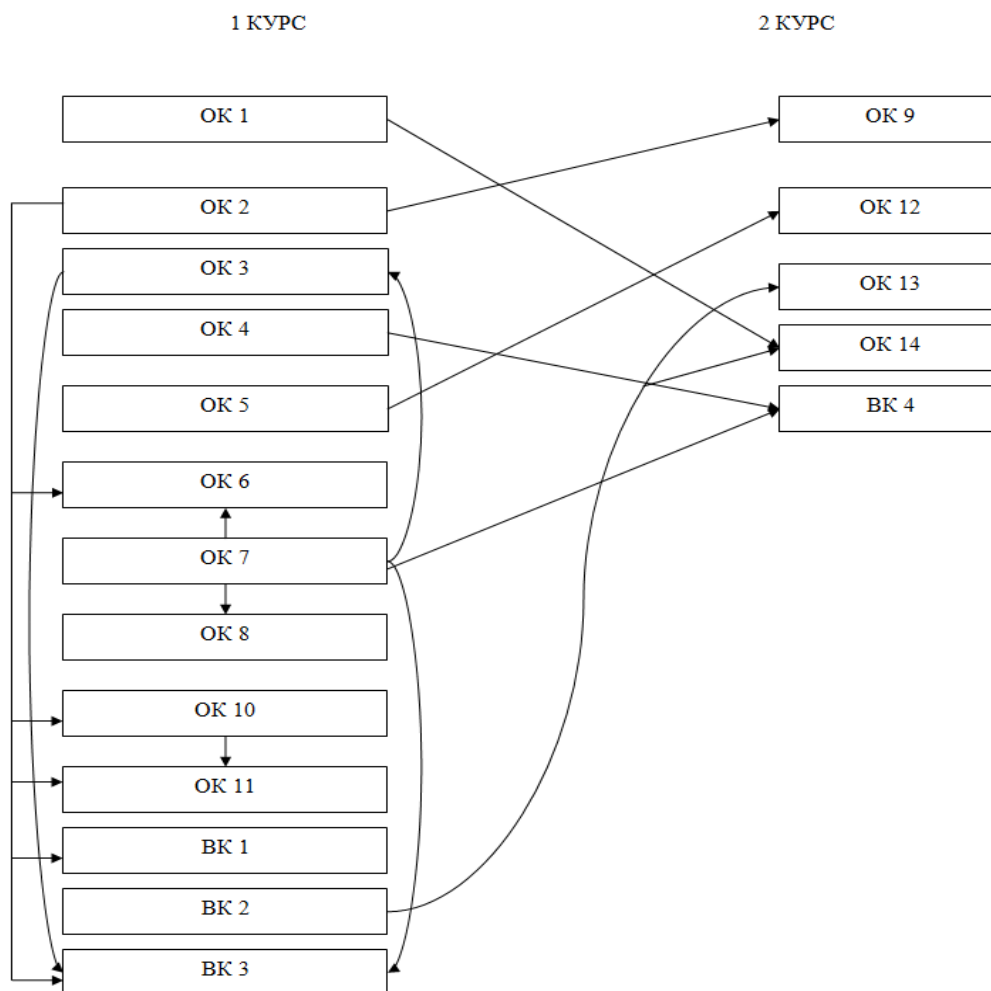 1 КУРС
2 КУРС
ОК 1
ОК 2
ОК 3
ОК 4
ОК 5
ОК 6
ОК 7
ОК 8
ОК 10
ОК 11
ВК 1
ВК 2
ВК 3
ОК 9
ОК 12
ОК 13
ОК 14
ВК 4